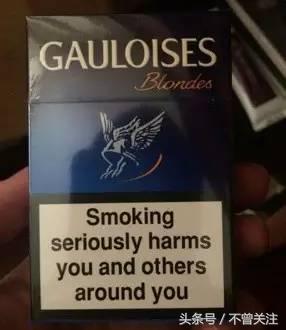 GAULOISES
Blondes
Smoking
seriously harms
you and others
around you
头条号／不曾关注